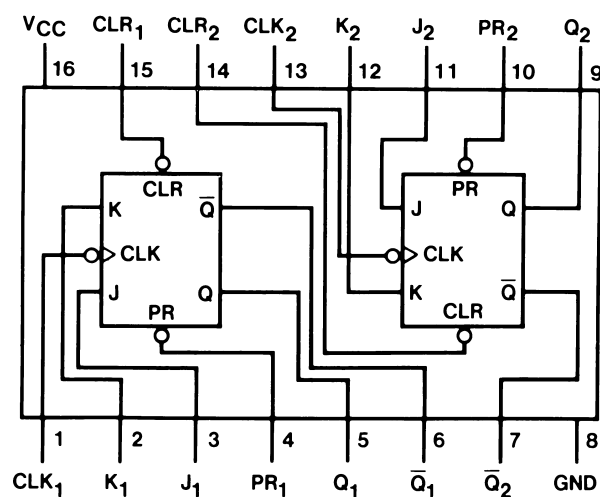 VCC CLR1 CLR2 CLK2 K2 J2 PR2 Q2
16 15 14 13 12 11 10 9
CLR PR
K Q̅ J Q
CLK CLK
J Q K Q̅
PR CLR
1 2 3 4 5 6 7 8
CLK1 K1 J1 PR1 Q1 Q̅1 Q̅2 GND